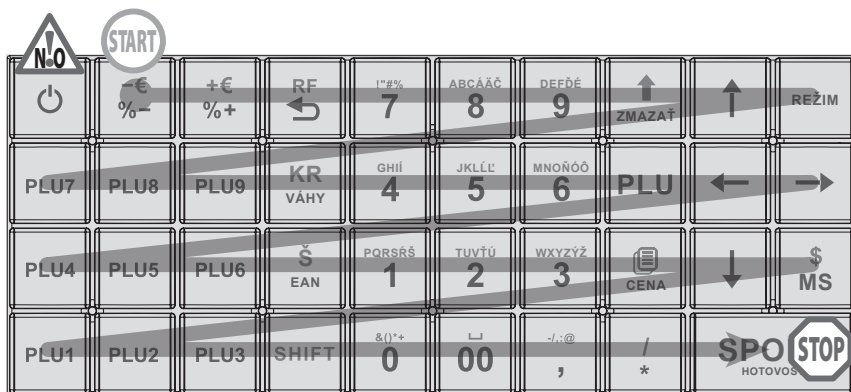 N.O START
-€ +€ RF !"#% ABCÁÄČ DEFĎÉ
%- %+ 7 8 9 ZMAZAŤ REŽIM
KR GHIÍ JKLĹĽ MNOŇÓÔ
PLU7 PLU8 PLU9 VÁHY 4 5 6 PLU
Š PQRSŔŠ TUVŤÚ WXYZÝŽ $
PLU4 PLU5 PLU6 EAN 1 2 3 CENA MS
&()*+ -/,:@ /
PLU1 PLU2 PLU3 SHIFT 0 00 , * SPO STOP
HOTOVOS